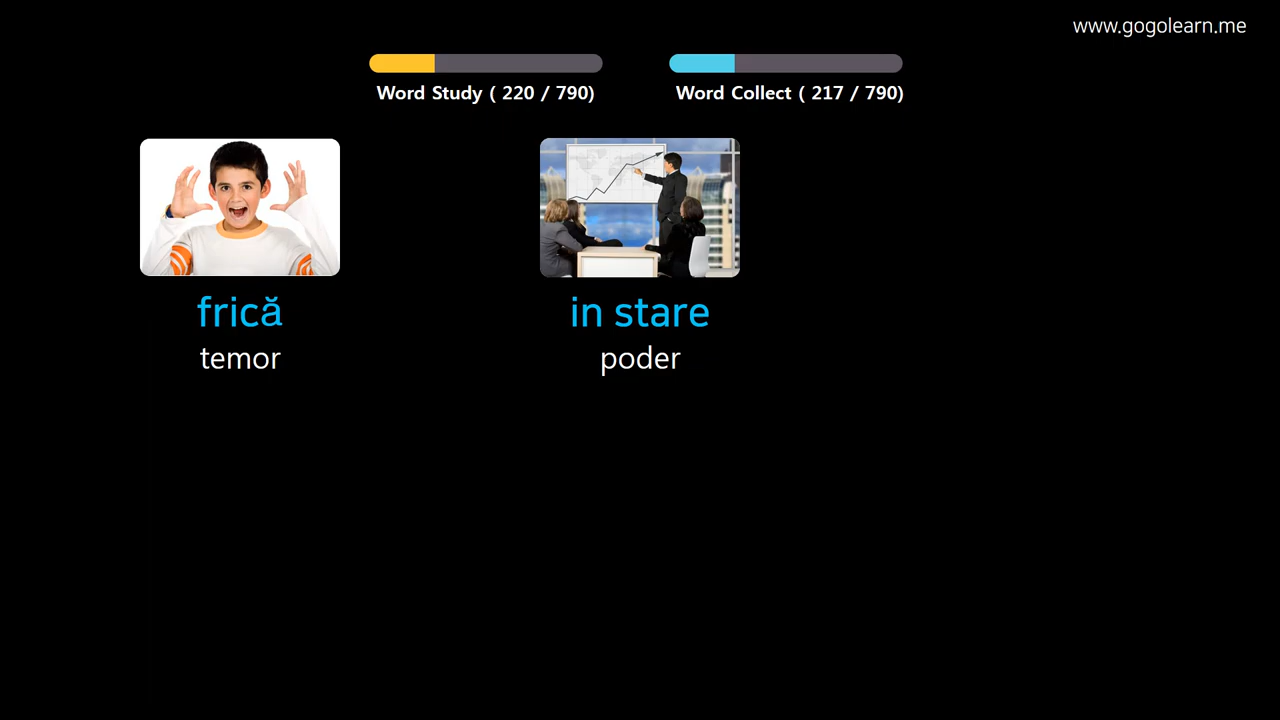 www.gogolearn.me
Word Study ( 220 / 790)
Word Collect ( 217 / 790)
frică
in stare
temor
poder